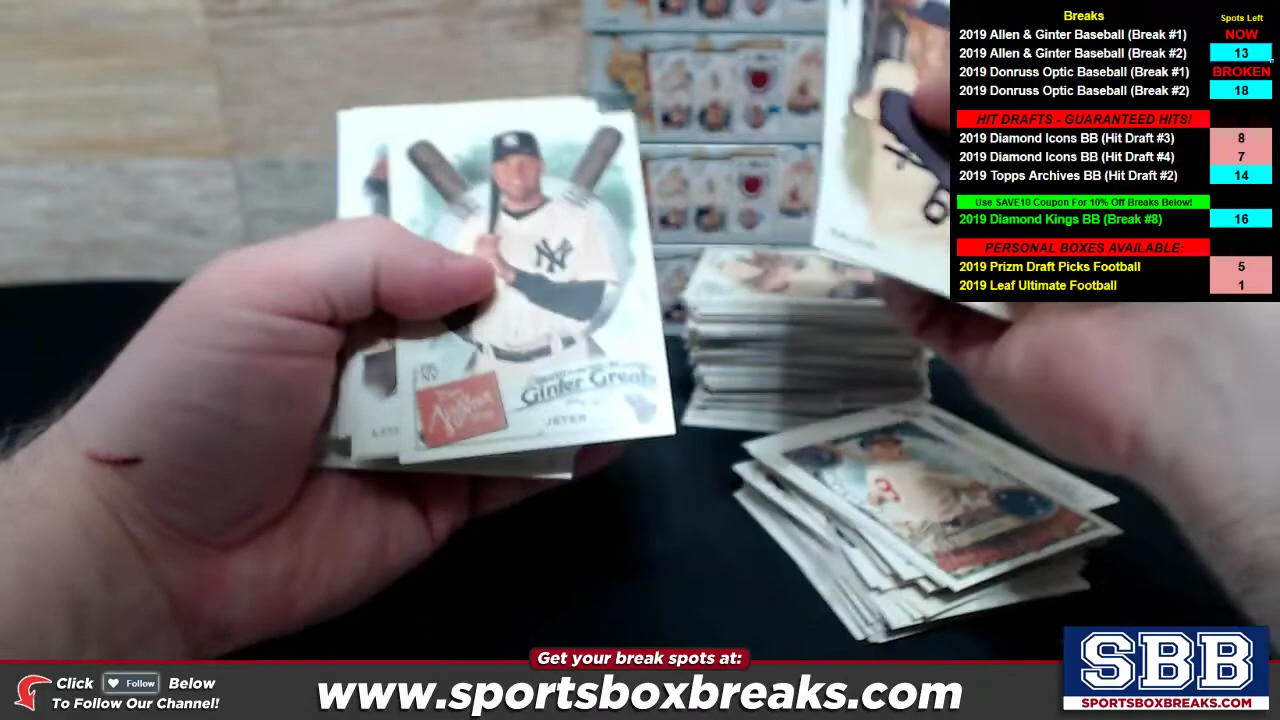 Breaks
Spots Left
2019 Allen & Ginter Baseball (Break #1) NOW
2019 Allen & Ginter Baseball (Break #2) 13
2019 Donruss Optic Baseball (Break #1) BROKEN
2019 Donruss Optic Baseball (Break #2) 18
HIT DRAFTS - GUARANTEED HITS!
2019 Diamond Icons BB (Hit Draft #3) 8
2019 Diamond Icons BB (Hit Draft #4) 7
2019 Topps Archives BB (Hit Draft #2) 14
Use SAVE10 Coupon For 10% Off Breaks Below!
2019 Diamond Kings BB (Break #8) 16
PERSONAL BOXES AVAILABLE:
2019 Prizm Draft Picks Football 5
2019 Leaf Ultimate Football 1
NY
Ginter Greats
JETER
3
Get your break spots at:
Click Follow Below
To Follow Our Channel!
www.sportsboxbreaks.com
SBB
SPORTSBOXBREAKS.COM